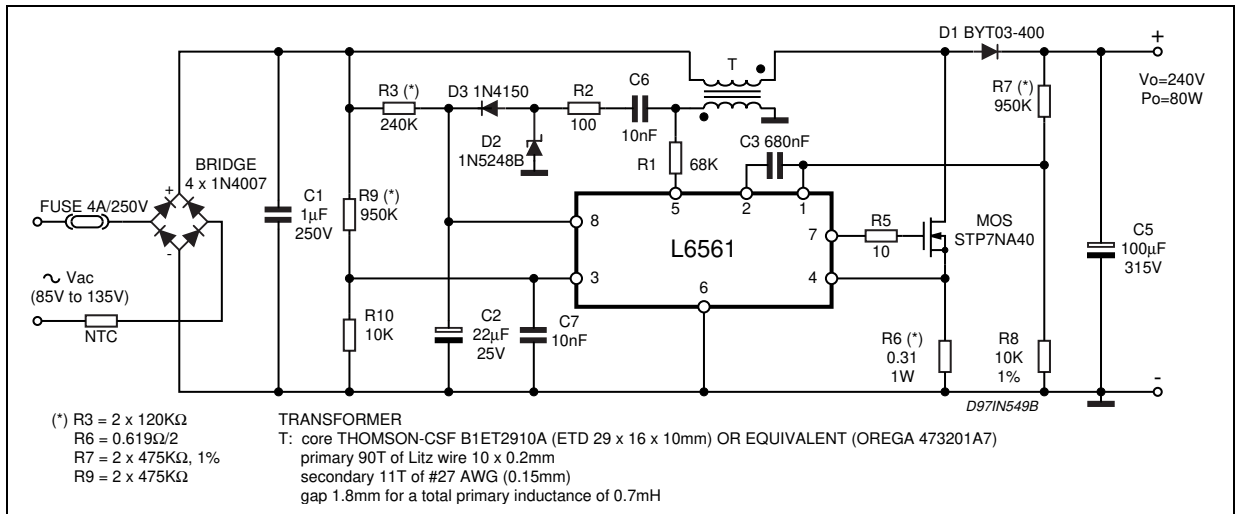 D1 BYT03-400
+
Vo=240V
Po=80W
T
R3 (*)
240K
D3 1N4150
R2
100
C6
10nF
R7 (*)
950K
D2
1N5248B
C3 680nF
R1
68K
BRIDGE
4 x 1N4007
+
-
FUSE 4A/250V
C1
1µF
250V
R9 (*)
950K
5
2
1
8
7
L6561
R5
10
MOS
STP7NA40
C5
100µF
315V
∿ Vac
(85V to 135V)
3
6
4
NTC
R10
10K
C2
22µF
25V
C7
10nF
R6 (*)
0.31
1W
R8
10K
1%
-
D97IN549B
(*) R3 = 2 x 120KΩ
R6 = 0.619Ω/2
R7 = 2 x 475KΩ, 1%
R9 = 2 x 475KΩ
TRANSFORMER
T: core THOMSON-CSF B1ET2910A (ETD 29 x 16 x 10mm) OR EQUIVALENT (OREGA 473201A7)
primary 90T of Litz wire 10 x 0.2mm
secondary 11T of #27 AWG (0.15mm)
gap 1.8mm for a total primary inductance of 0.7mH